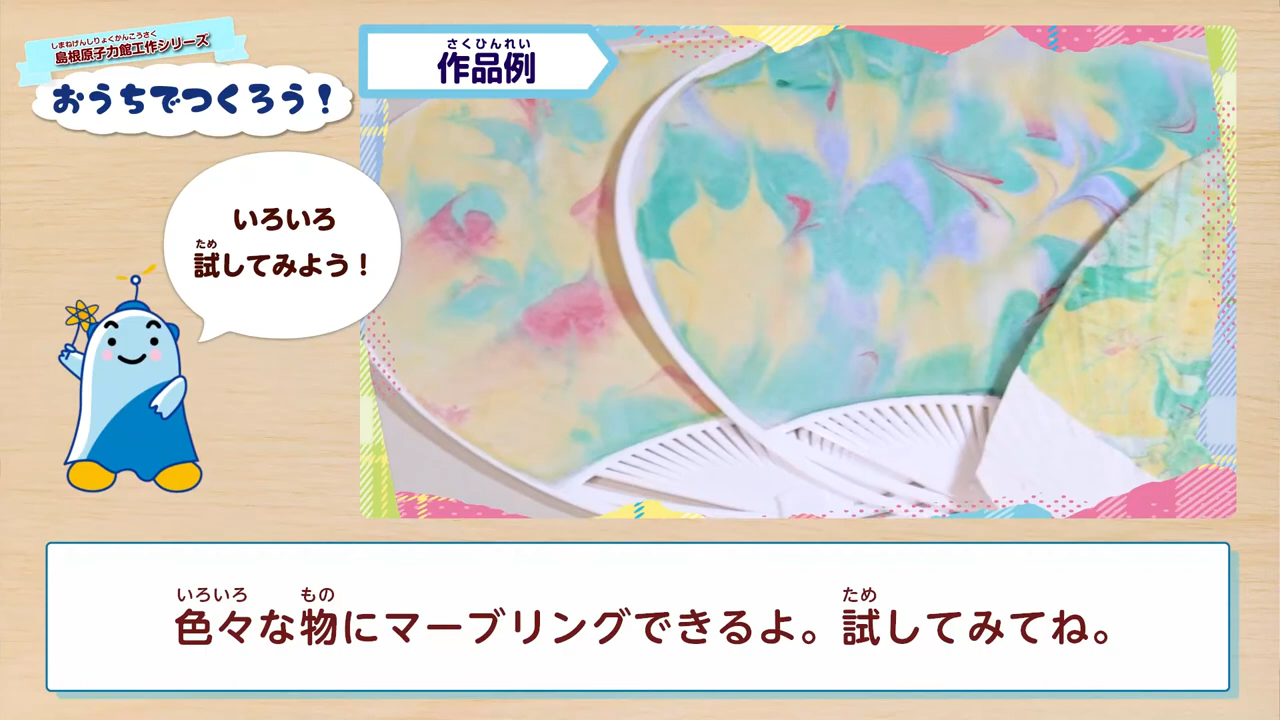 しまねげんしりょくかんこうさく
島根原子力館工作シリーズ
おうちでつくろう！
さくひんれい
作品例
いろいろ
ため
試してみよう！
いろいろ もの ため
色々な物にマーブリングできるよ。試してみてね。